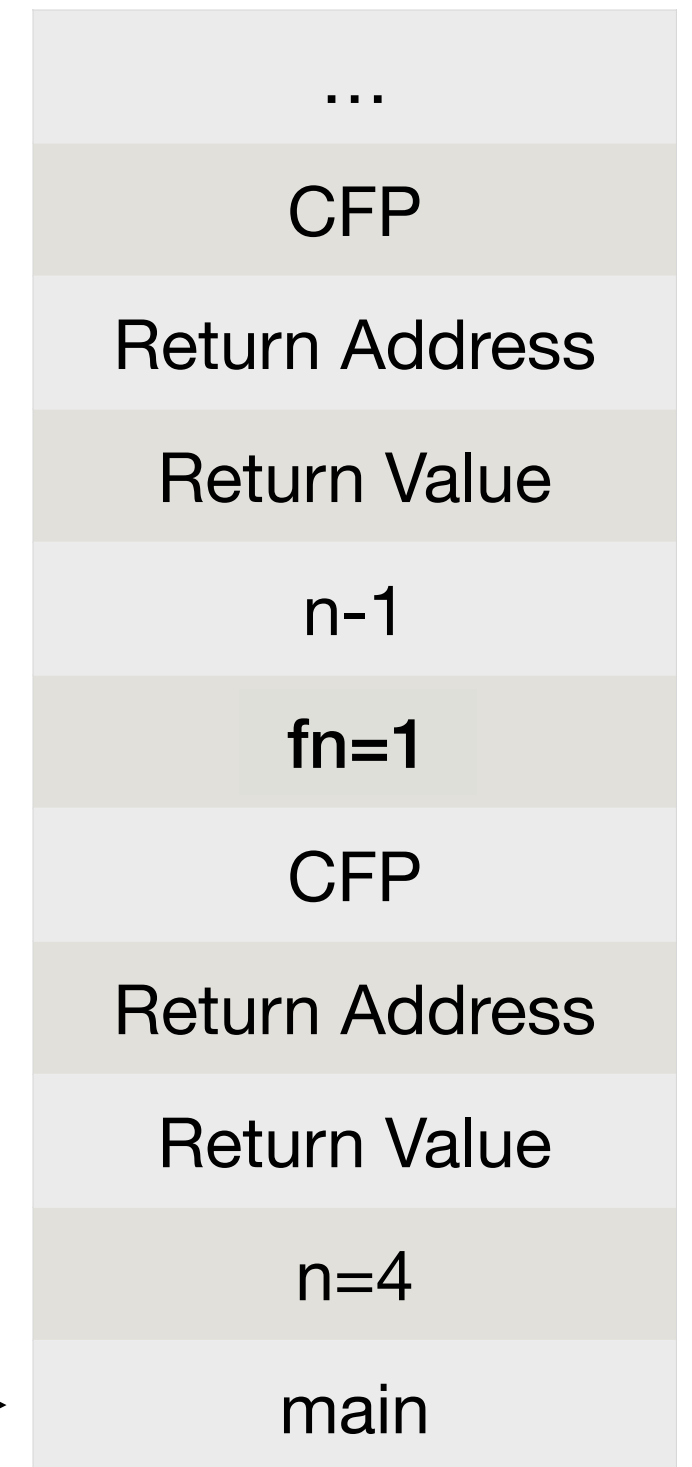 ...
CFP
Return Address
Return Value
n-1
fn=1
CFP
Return Address
Return Value
n=4
main